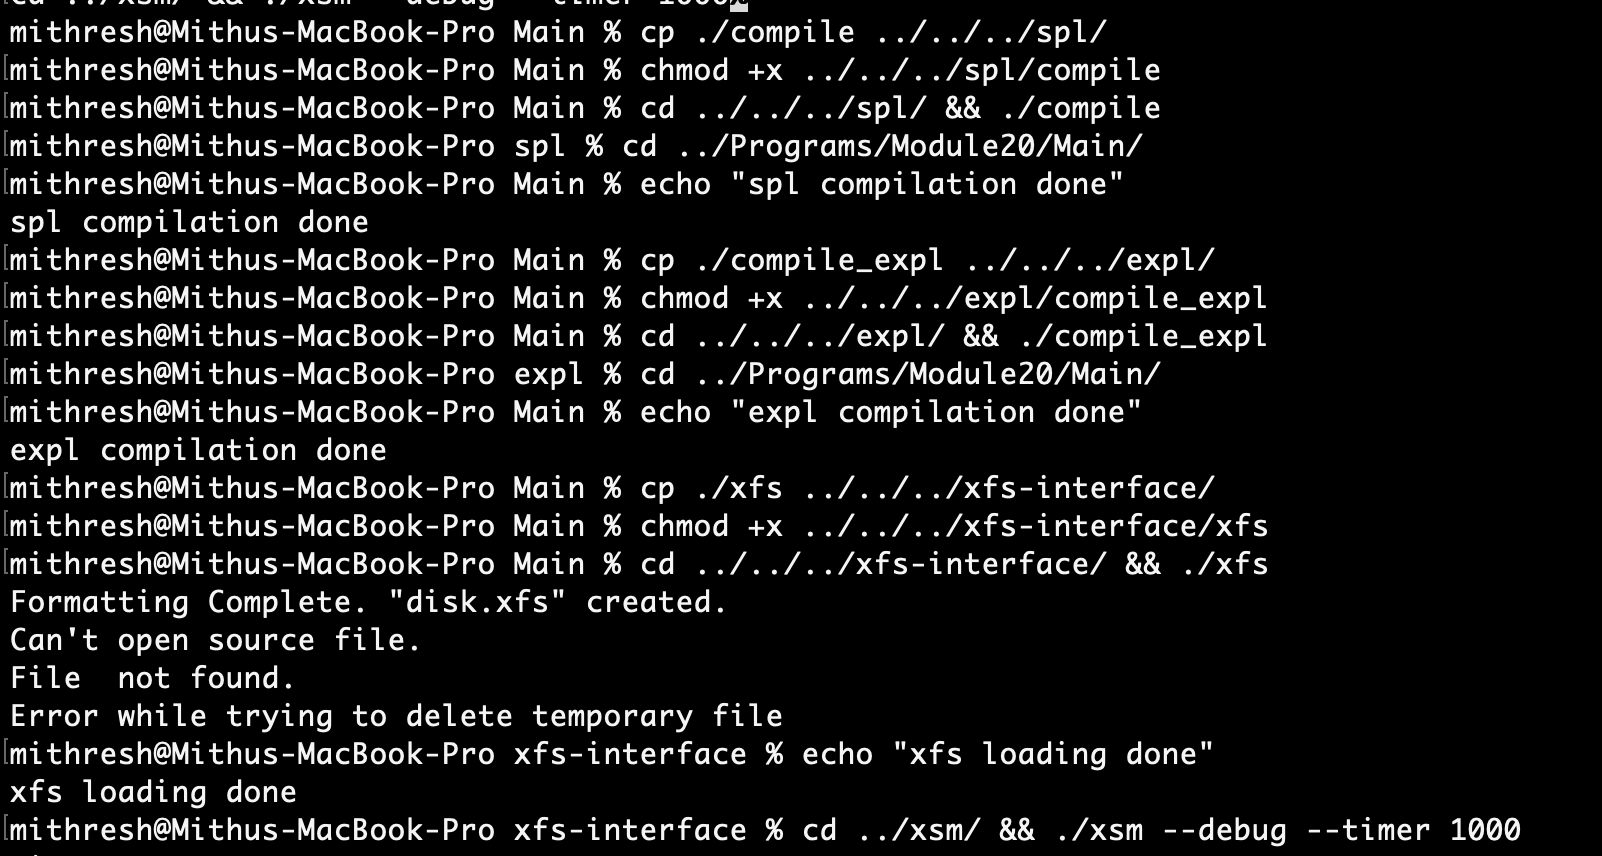 cd ../xsm/ && ./xsm --debug --timer 1000
mithresh@Mithus-MacBook-Pro Main % cp ./compile ../../../spl/
mithresh@Mithus-MacBook-Pro Main % chmod +x ../../../spl/compile
mithresh@Mithus-MacBook-Pro Main % cd ../../../spl/ && ./compile
mithresh@Mithus-MacBook-Pro spl % cd ../Programs/Module20/Main/
mithresh@Mithus-MacBook-Pro Main % echo "spl compilation done"
spl compilation done
mithresh@Mithus-MacBook-Pro Main % cp ./compile_expl ../../../expl/
mithresh@Mithus-MacBook-Pro Main % chmod +x ../../../expl/compile_expl
mithresh@Mithus-MacBook-Pro Main % cd ../../../expl/ && ./compile_expl
mithresh@Mithus-MacBook-Pro expl % cd ../Programs/Module20/Main/
mithresh@Mithus-MacBook-Pro Main % echo "expl compilation done"
expl compilation done
mithresh@Mithus-MacBook-Pro Main % cp ./xfs ../../../xfs-interface/
mithresh@Mithus-MacBook-Pro Main % chmod +x ../../../xfs-interface/xfs
mithresh@Mithus-MacBook-Pro Main % cd ../../../xfs-interface/ && ./xfs
Formatting Complete. "disk.xfs" created.
Can't open source file.
File  not found.
Error while trying to delete temporary file
mithresh@Mithus-MacBook-Pro xfs-interface % echo "xfs loading done"
xfs loading done
mithresh@Mithus-MacBook-Pro xfs-interface % cd ../xsm/ && ./xsm --debug --timer 1000